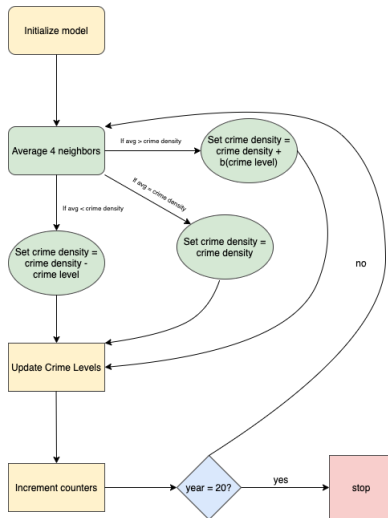 Initialize model
Average 4 neighbors
If avg > crime density
Set crime density =
crime density +
b(crime level)
If avg = crime density
If avg < crime density
Set crime density =
crime density -
crime level
Set crime density =
crime density
no
Update Crime Levels
Increment counters
year = 20?
yes
stop